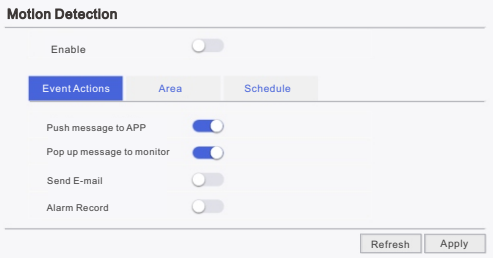 Motion Detection
Enable
Event Actions Area Schedule
Push message to APP
Pop up message to monitor
Send E-mail
Alarm Record
Refresh Apply